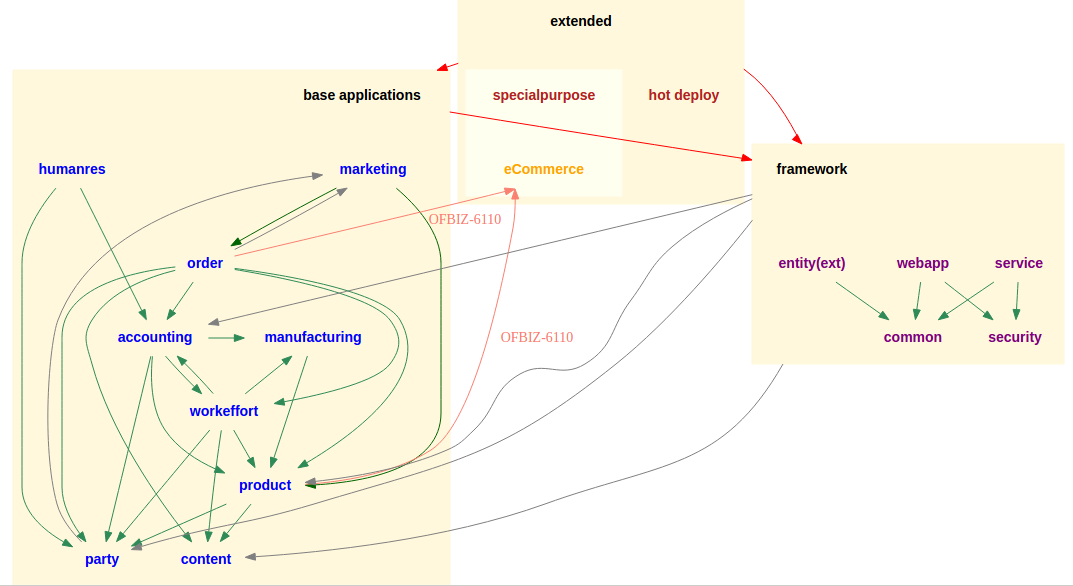 extended
base applications
specialpurpose
hot deploy
humanres
marketing
eCommerce
framework
OFBIZ-6110
order
entity(ext)
webapp
service
accounting
manufacturing
OFBIZ-6110
common
security
workeffort
product
party
content